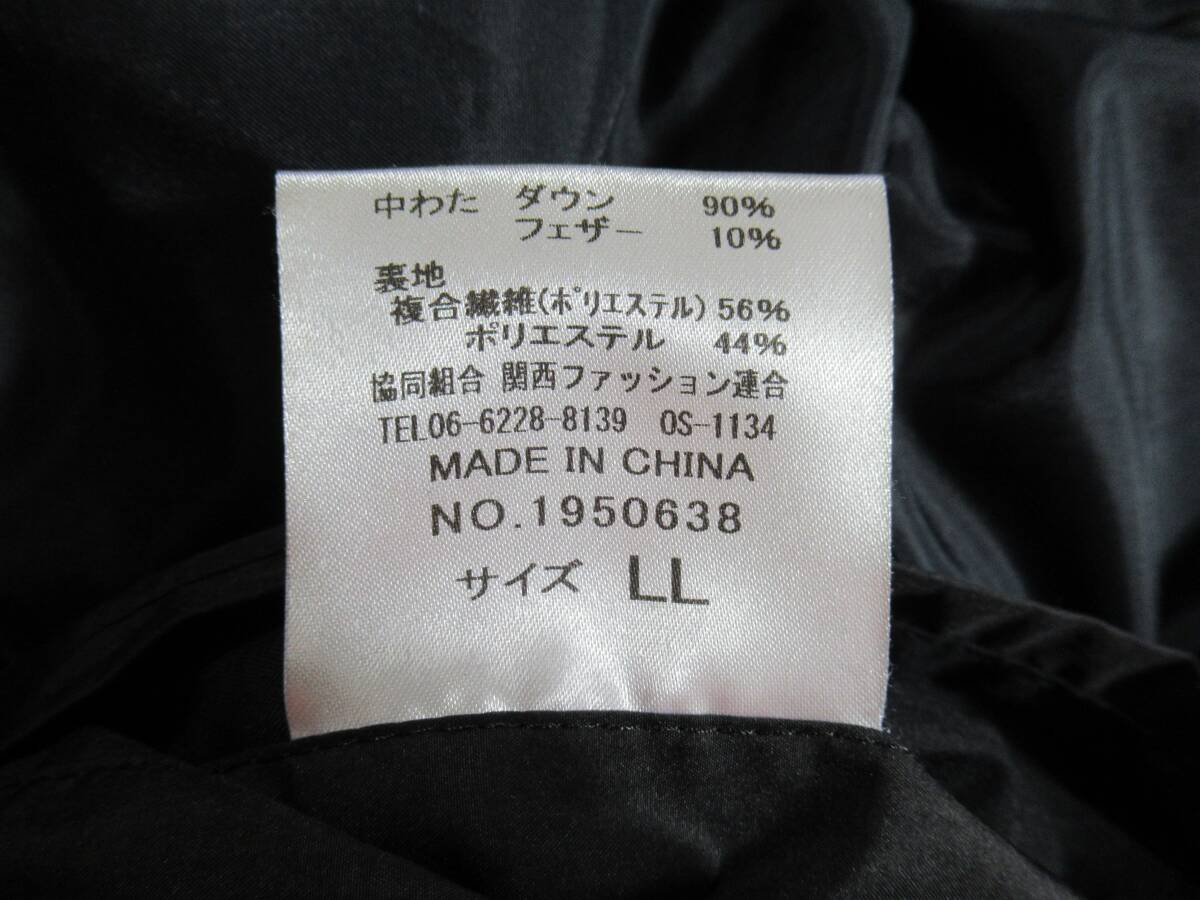 中わた ダウン 90%
フェザー 10%
裏地
複合繊維(ポリエステル) 56%
ポリエステル 44%
協同組合 関西ファッション連合
TEL06-6228-8139 OS-1134
MADE IN CHINA
NO.1950638
サイズ LL